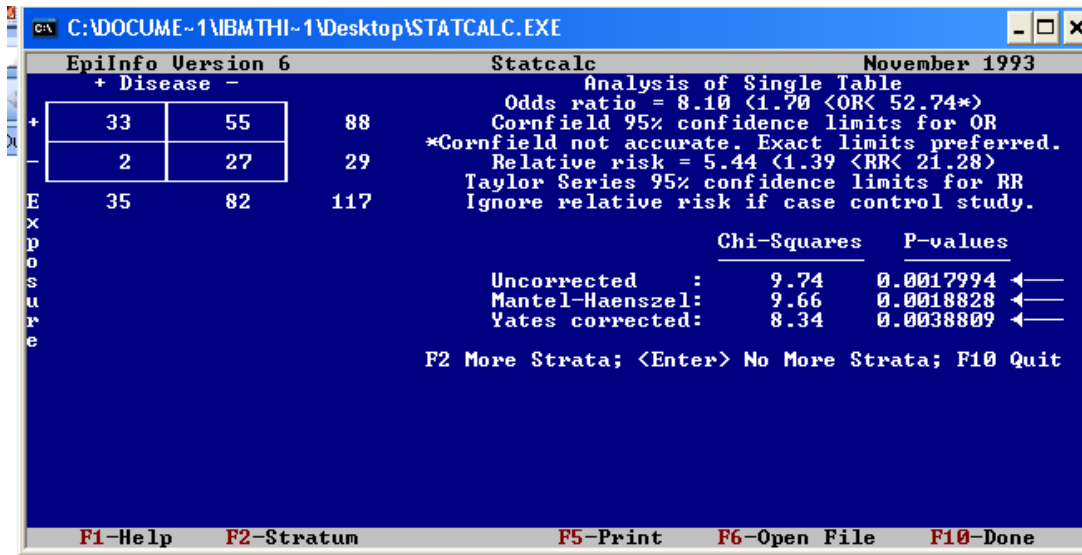 C:\DOCUME~1\IBMTHI~1\Desktop\STATCALC.EXE
EpiInfo Version 6 Statcalc November 1993
+ Disease - Analysis of Single Table
Odds ratio = 8.10 (1.70 <OR< 52.74*)
+ 33 55 88 Cornfield 95% confidence limits for OR
*Cornfield not accurate. Exact limits preferred.
- 2 27 29 Relative risk = 5.44 (1.39 <RR< 21.28)
Taylor Series 95% confidence limits for RR
35 82 117 Ignore relative risk if case control study.
Exposure
Chi-Squares P-values
Uncorrected : 9.74 0.0017994
Mantel-Haenszel: 9.66 0.0018828
Yates corrected: 8.34 0.0038809
F2 More Strata; <Enter> No More Strata; F10 Quit
F1-Help F2-Stratum F5-Print F6-Open File F10-Done